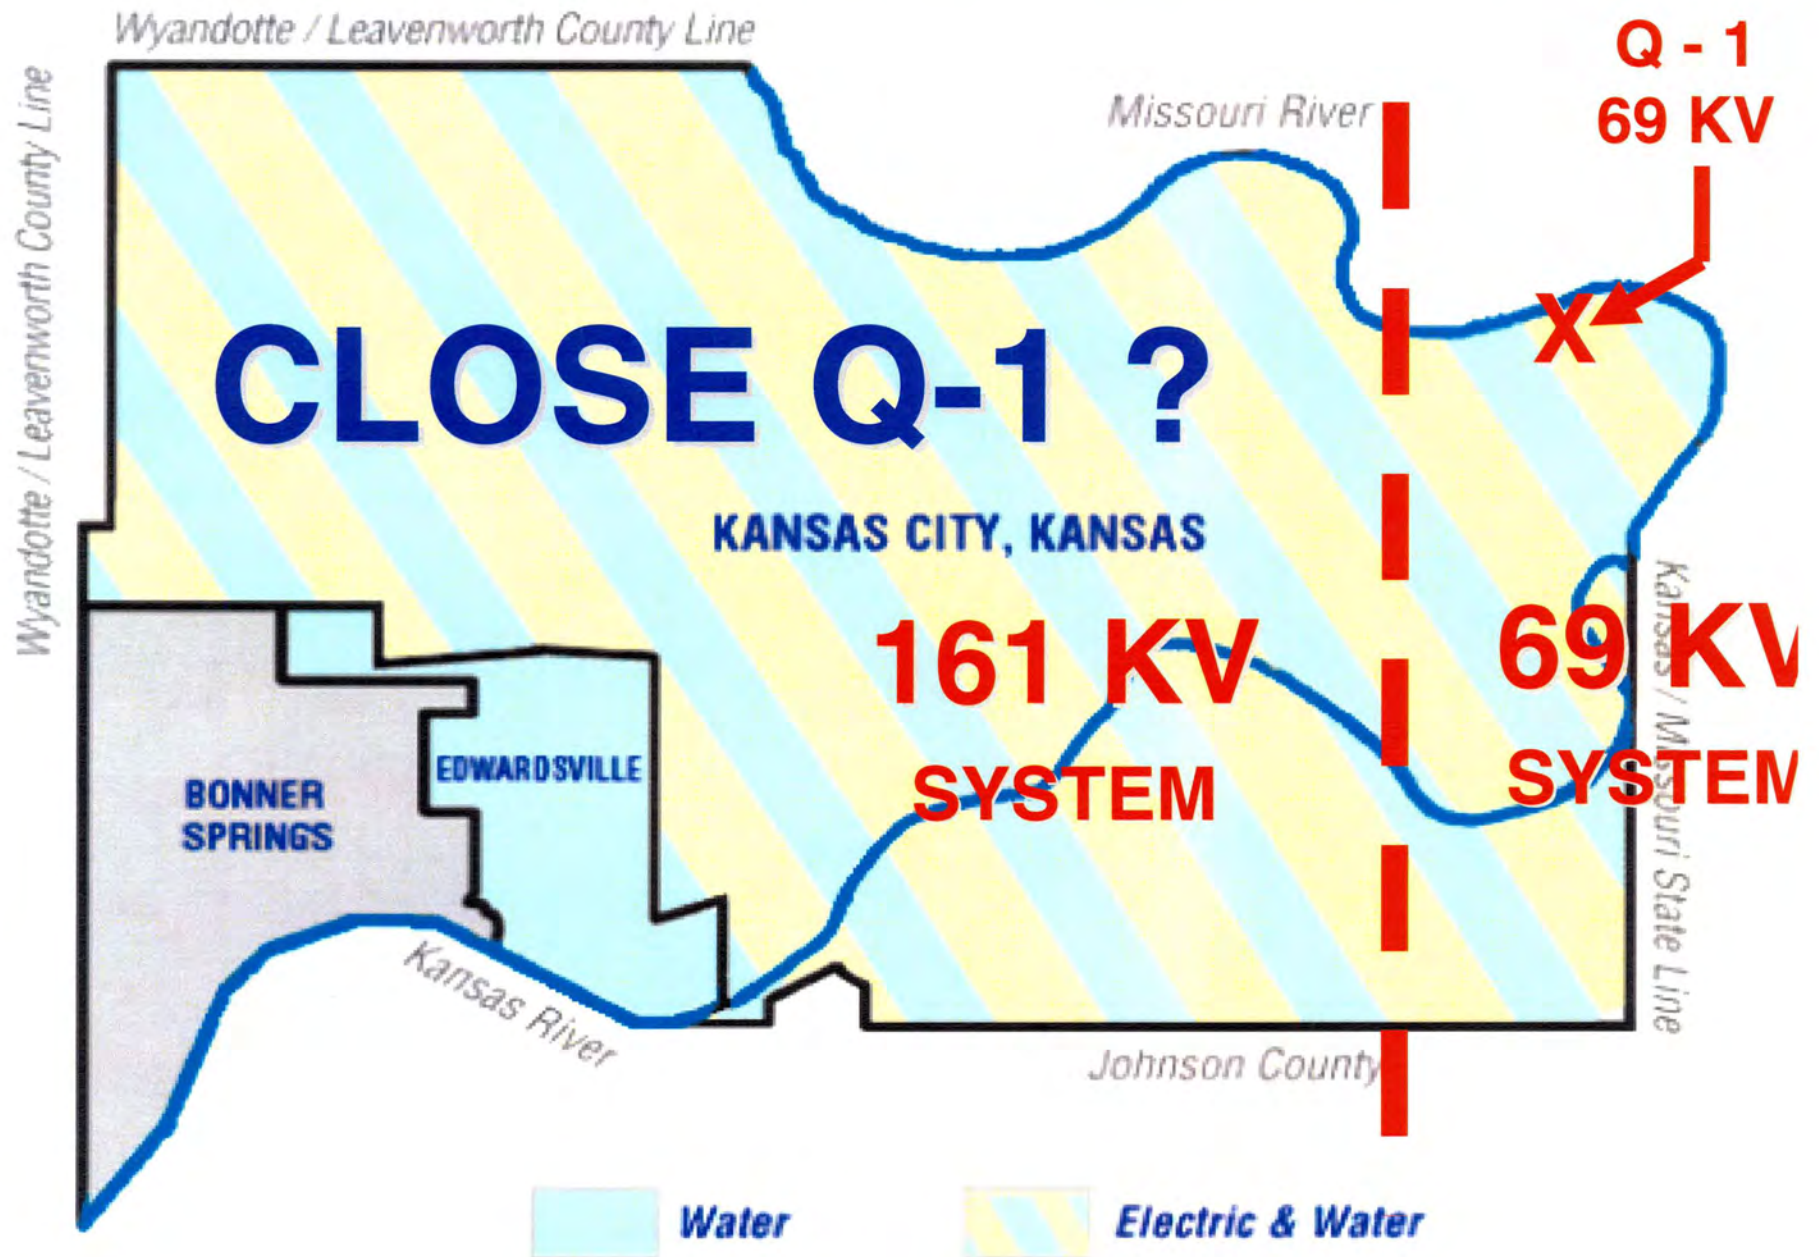 Wyandotte / Leavenworth County Line
Q - 1
69 KV
Missouri River
Wyandotte / Leavenworth County Line
CLOSE Q-1 ?
X
KANSAS CITY, KANSAS
161 KV
SYSTEM
69 KV
SYSTEM
Kansas / Missouri State Line
EDWARDSVILLE
BONNER
SPRINGS
Kansas River
Johnson County
Water
Electric & Water